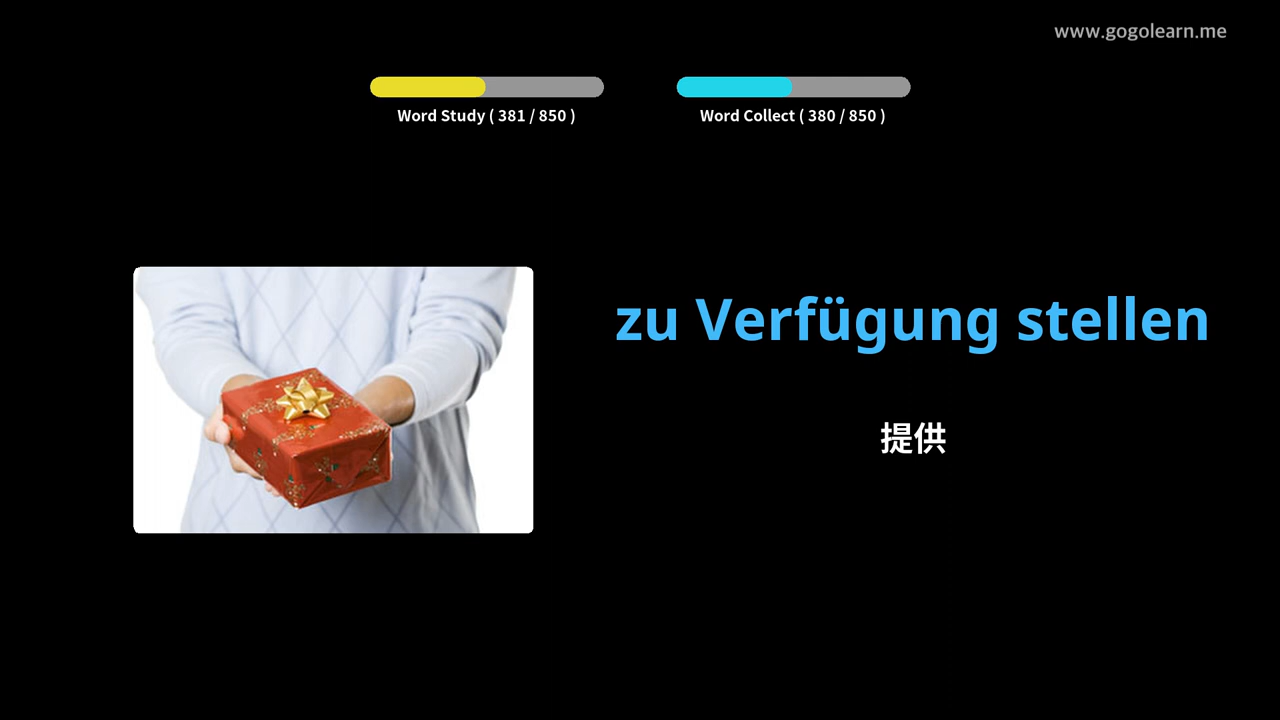 www.gogolearn.me
Word Study ( 381 / 850 )
Word Collect ( 380 / 850 )
zu Verfügung stellen
提供